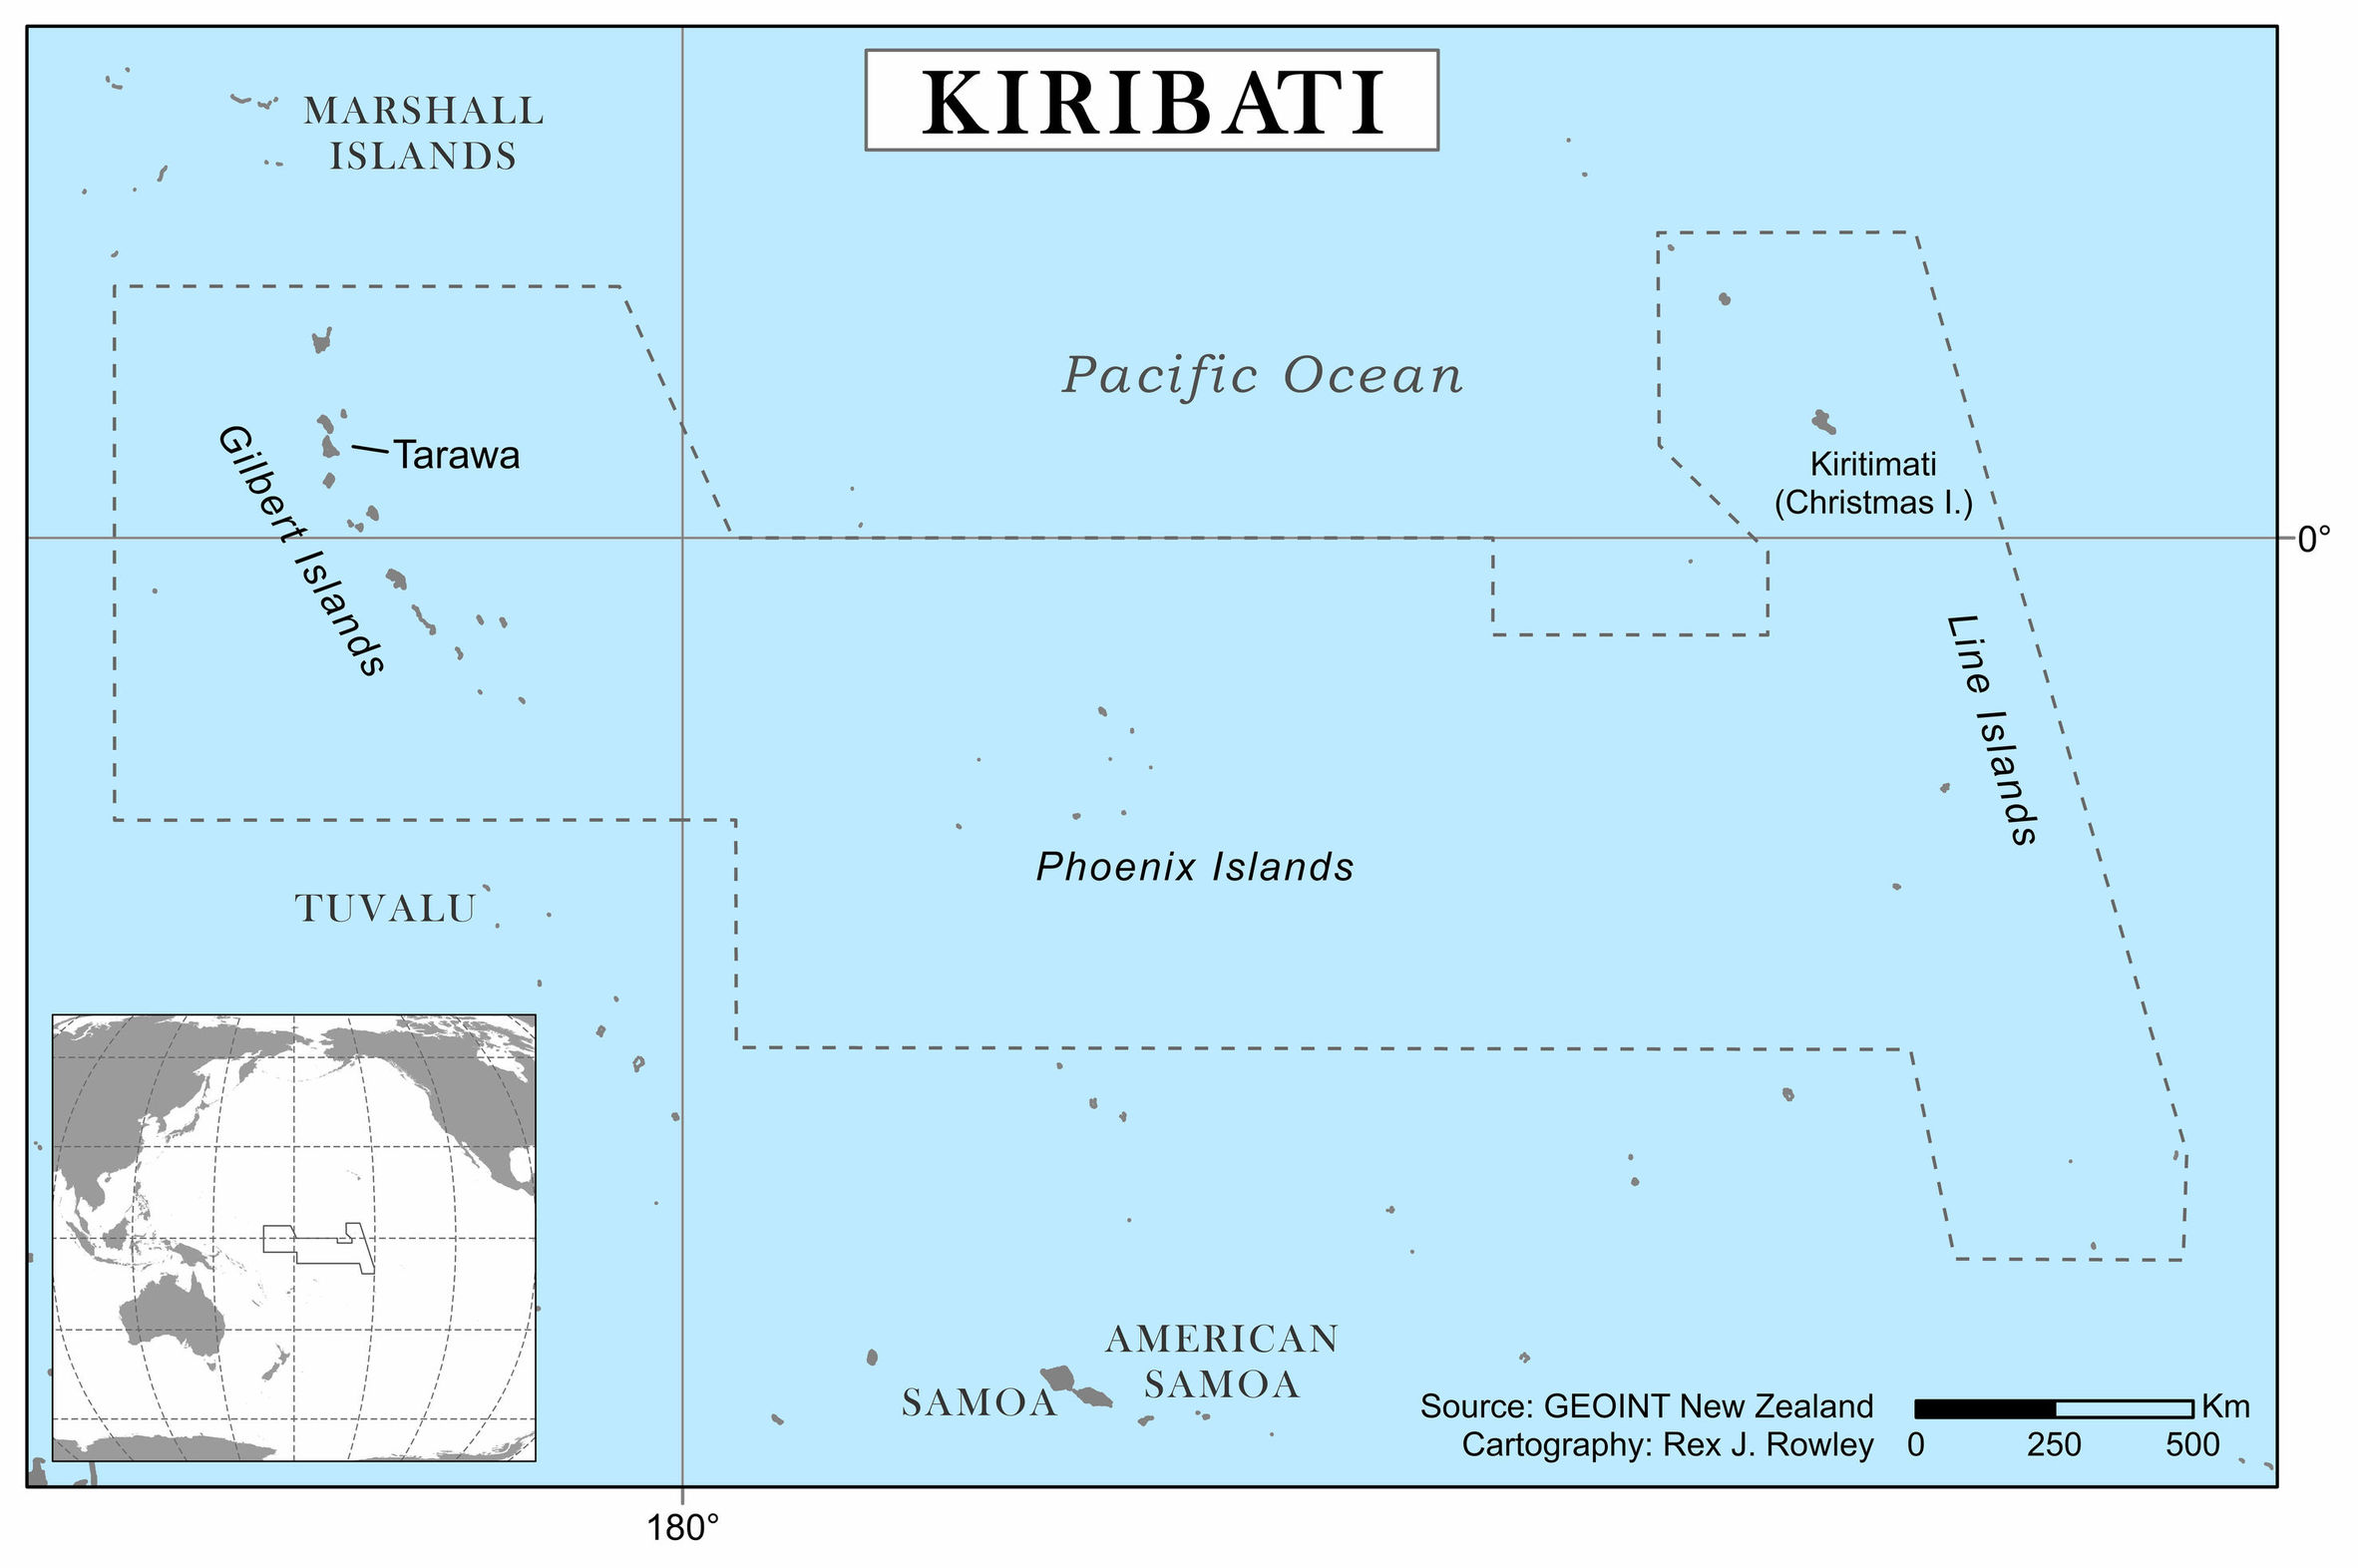 KIRIBATI
MARSHALL
ISLANDS
Pacific Ocean
Tarawa
Gilbert Islands
Kiritimati
(Christmas I.)
0°
Line Islands
Phoenix Islands
TUVALU
AMERICAN
SAMOA
SAMOA
Source: GEOINT New Zealand
Cartography: Rex J. Rowley
Km
0 250 500
180°